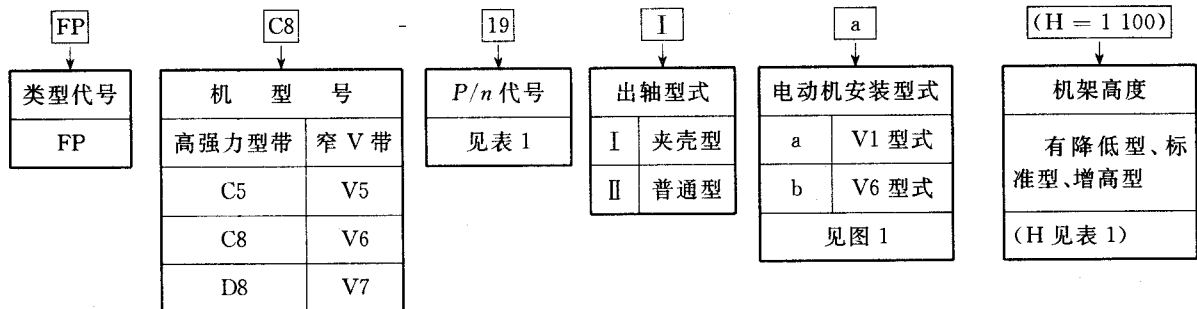 FP C8 - 19 Ⅰ a (H = 1 100)
类型代号
FP
机 型 号
高强力型带 窄 V 带
C5 V5
C8 V6
D8 V7
P/n 代号
见表 1
出轴型式
Ⅰ 夹壳型
Ⅱ 普通型
电动机安装型式
a V1 型式
b V6 型式
见图 1
机架高度
有降低型、标
准型、增高型
(H 见表 1)